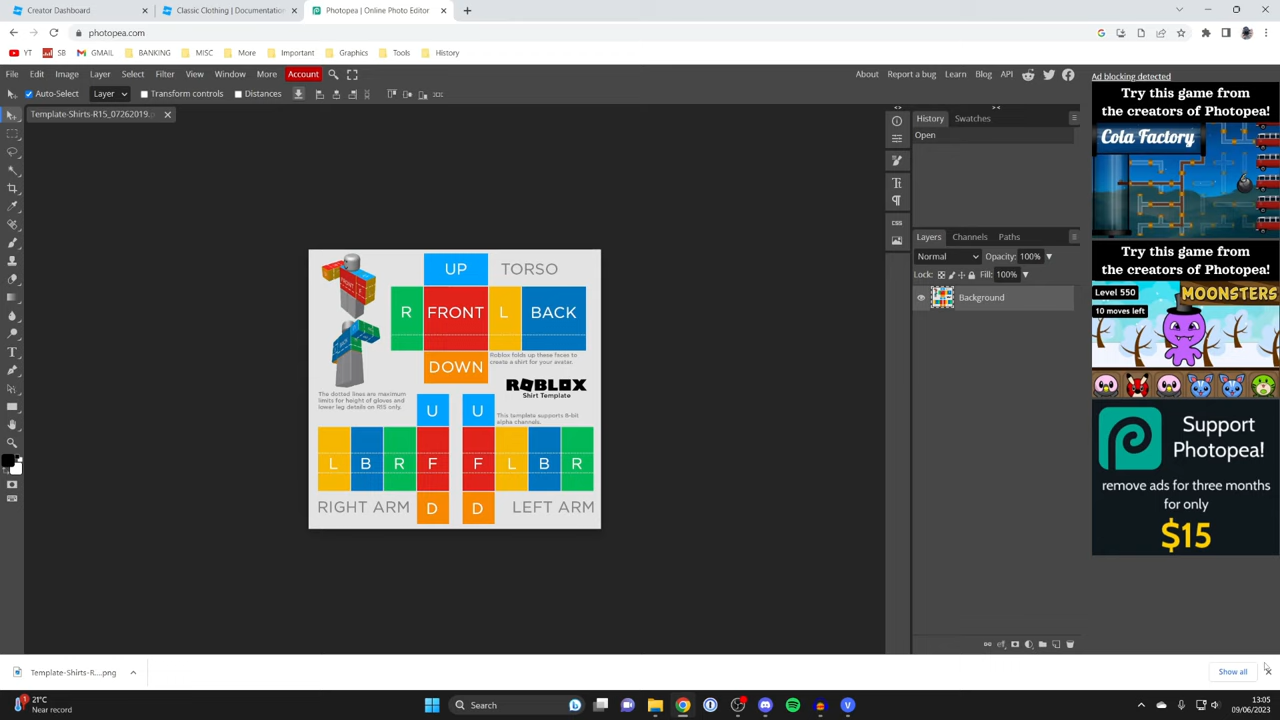 Creator Dashboard
Classic Clothing | Documentation
Photopea | Online Photo Editor
photopea.com
YT
SB
GMAIL
BANKING
MISC
More
Important
Graphics
Tools
History
File
Edit
Image
Layer
Select
Filter
View
Window
More
Account
About
Report a bug
Learn
Blog
API
Auto-Select
Layer
Transform controls
Distances
Template-Shirts-R15_07262019...
History
Swatches
Open
CSS
Layers
Channels
Paths
Normal
Opacity: 100%
Lock:
Fill: 100%
Background
UP
TORSO
R
FRONT
L
BACK
DOWN
Roblox folds up these faces to
create a shirt for your avatar.
ROBLOX
Shirt Template
The dotted lines are maximum
limits for height of gloves and
lower leg details on R15 only.
This template supports 8-bit
alpha channels.
U
U
L
B
R
F
F
L
B
R
RIGHT ARM
D
D
LEFT ARM
Ad blocking detected
Try this game from
the creators of Photopea!
Cola Factory
Try this game from
the creators of Photopea!
Level 550
MOONSTERS
10 moves left
Support
Photopea!
remove ads for three months
for only
$15
Template-Shirts-R....png
Show all
21°C
Near record
Search
13:05
09/06/2023